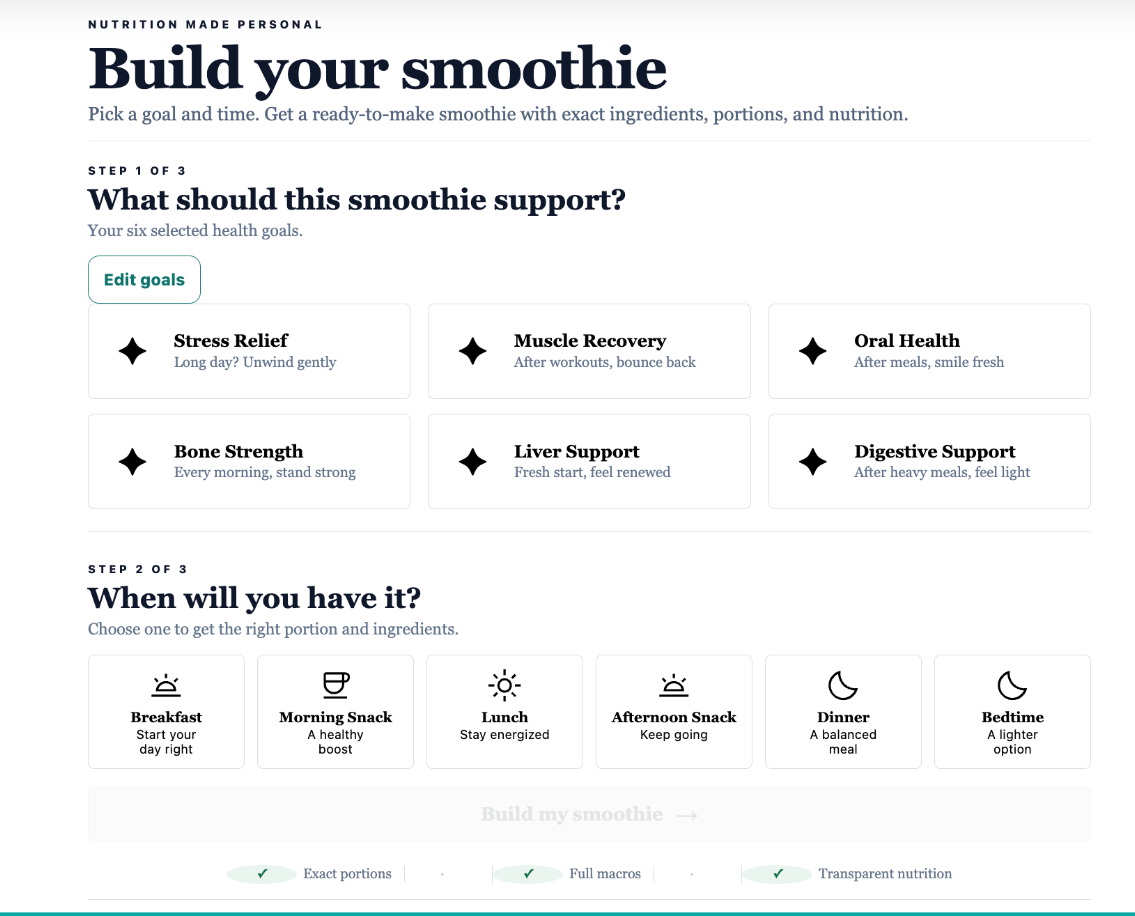 NUTRITION MADE PERSONAL
Build your smoothie
Pick a goal and time. Get a ready-to-make smoothie with exact ingredients, portions, and nutrition.
STEP 1 OF 3
What should this smoothie support?
Your six selected health goals.
Edit goals
Stress Relief
Long day? Unwind gently
Muscle Recovery
After workouts, bounce back
Oral Health
After meals, smile fresh
Bone Strength
Every morning, stand strong
Liver Support
Fresh start, feel renewed
Digestive Support
After heavy meals, feel light
STEP 2 OF 3
When will you have it?
Choose one to get the right portion and ingredients.
Breakfast
Start your
day right
Morning Snack
A healthy
boost
Lunch
Stay energized
Afternoon Snack
Keep going
Dinner
A balanced
meal
Bedtime
A lighter
option
Build my smoothie →
✓ Exact portions · ✓ Full macros · ✓ Transparent nutrition